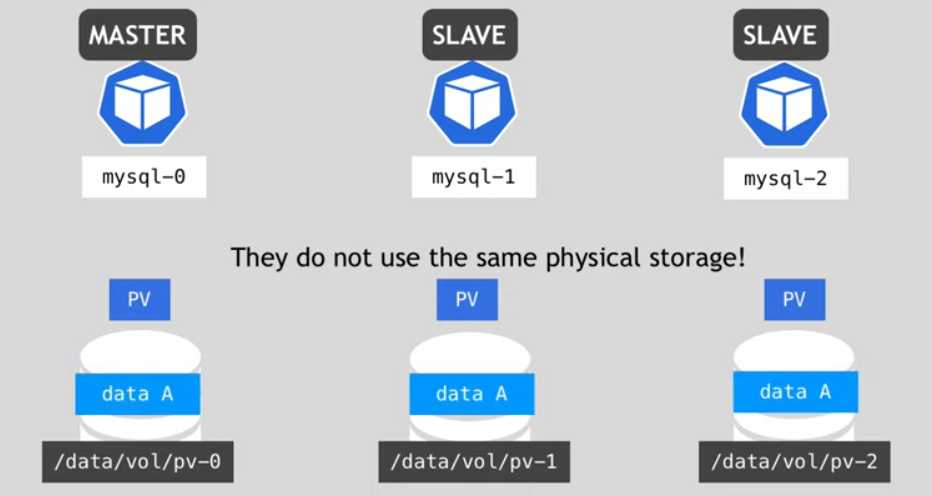 MASTER
SLAVE
SLAVE
mysql-0
mysql-1
mysql-2
They do not use the same physical storage!
PV
PV
PV
data A
data A
data A
/data/vol/pv-0
/data/vol/pv-1
/data/vol/pv-2